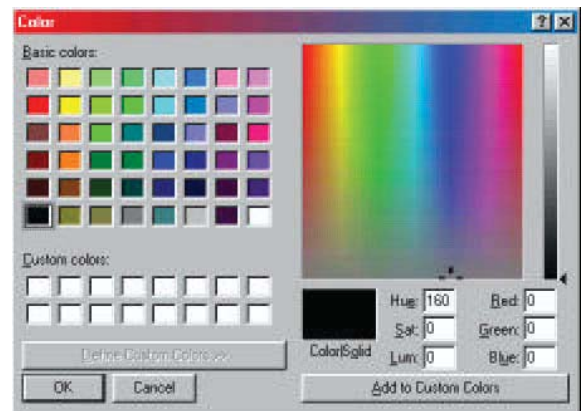 Color
Basic colors:
Custom colors:
Define Custom Colors >>
OK Cancel
Color|Solid
Hue: 160 Red: 0
Sat: 0 Green: 0
Lum: 0 Blue: 0
Add to Custom Colors